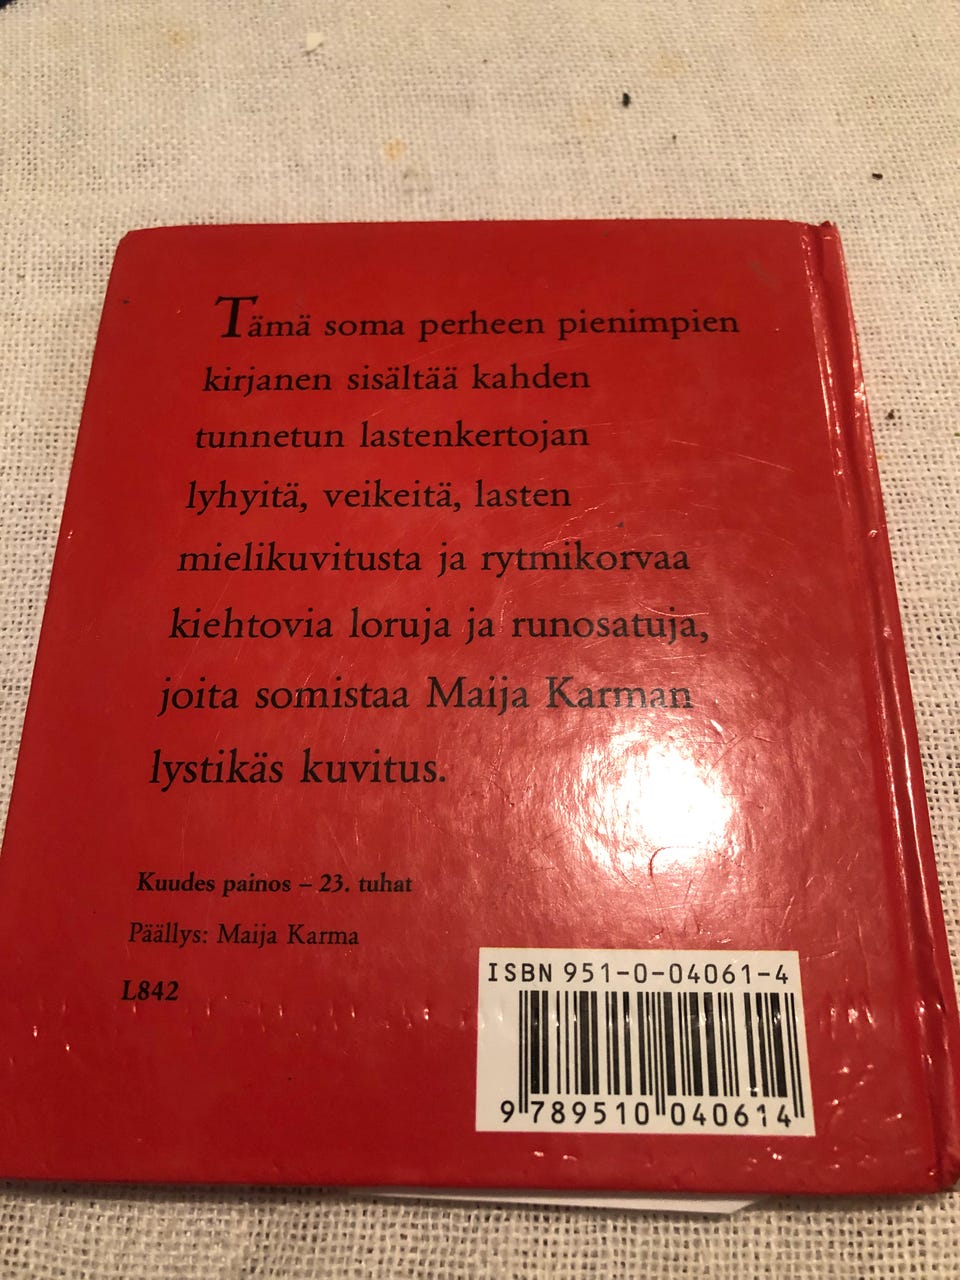 Tämä soma perheen pienimpien
kirjanen sisältää kahden
tunnetun lastenkertojan
lyhyitä, veikeitä, lasten
mielikuvitusta ja rytmikorvaa
kiehtovia loruja ja runosatuja,
joita somistaa Maija Karman
lystikäs kuvitus.
Kuudes painos – 23. tuhat
Päällys: Maija Karma
L842
ISBN 951-0-04061-4
9 789510 040614